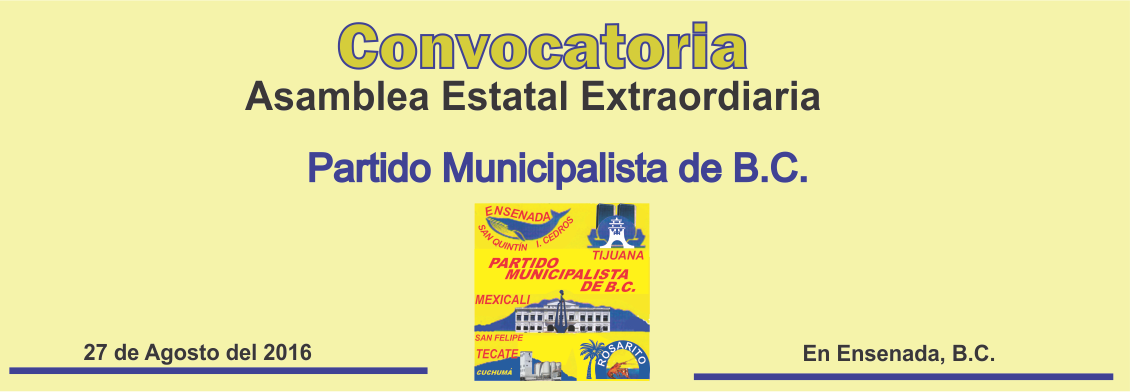 Convocatoria
Asamblea Estatal Extraordiaria
Partido Municipalista de B.C.
ENSENADA
SAN QUINTÍN I. CEDROS
TIJUANA
PARTIDO
MUNICIPALISTA
DE B.C.
MEXICALI
SAN FELIPE
TECATE
CUCHUMÁ
ROSARITO
27 de Agosto del 2016
En Ensenada, B.C.